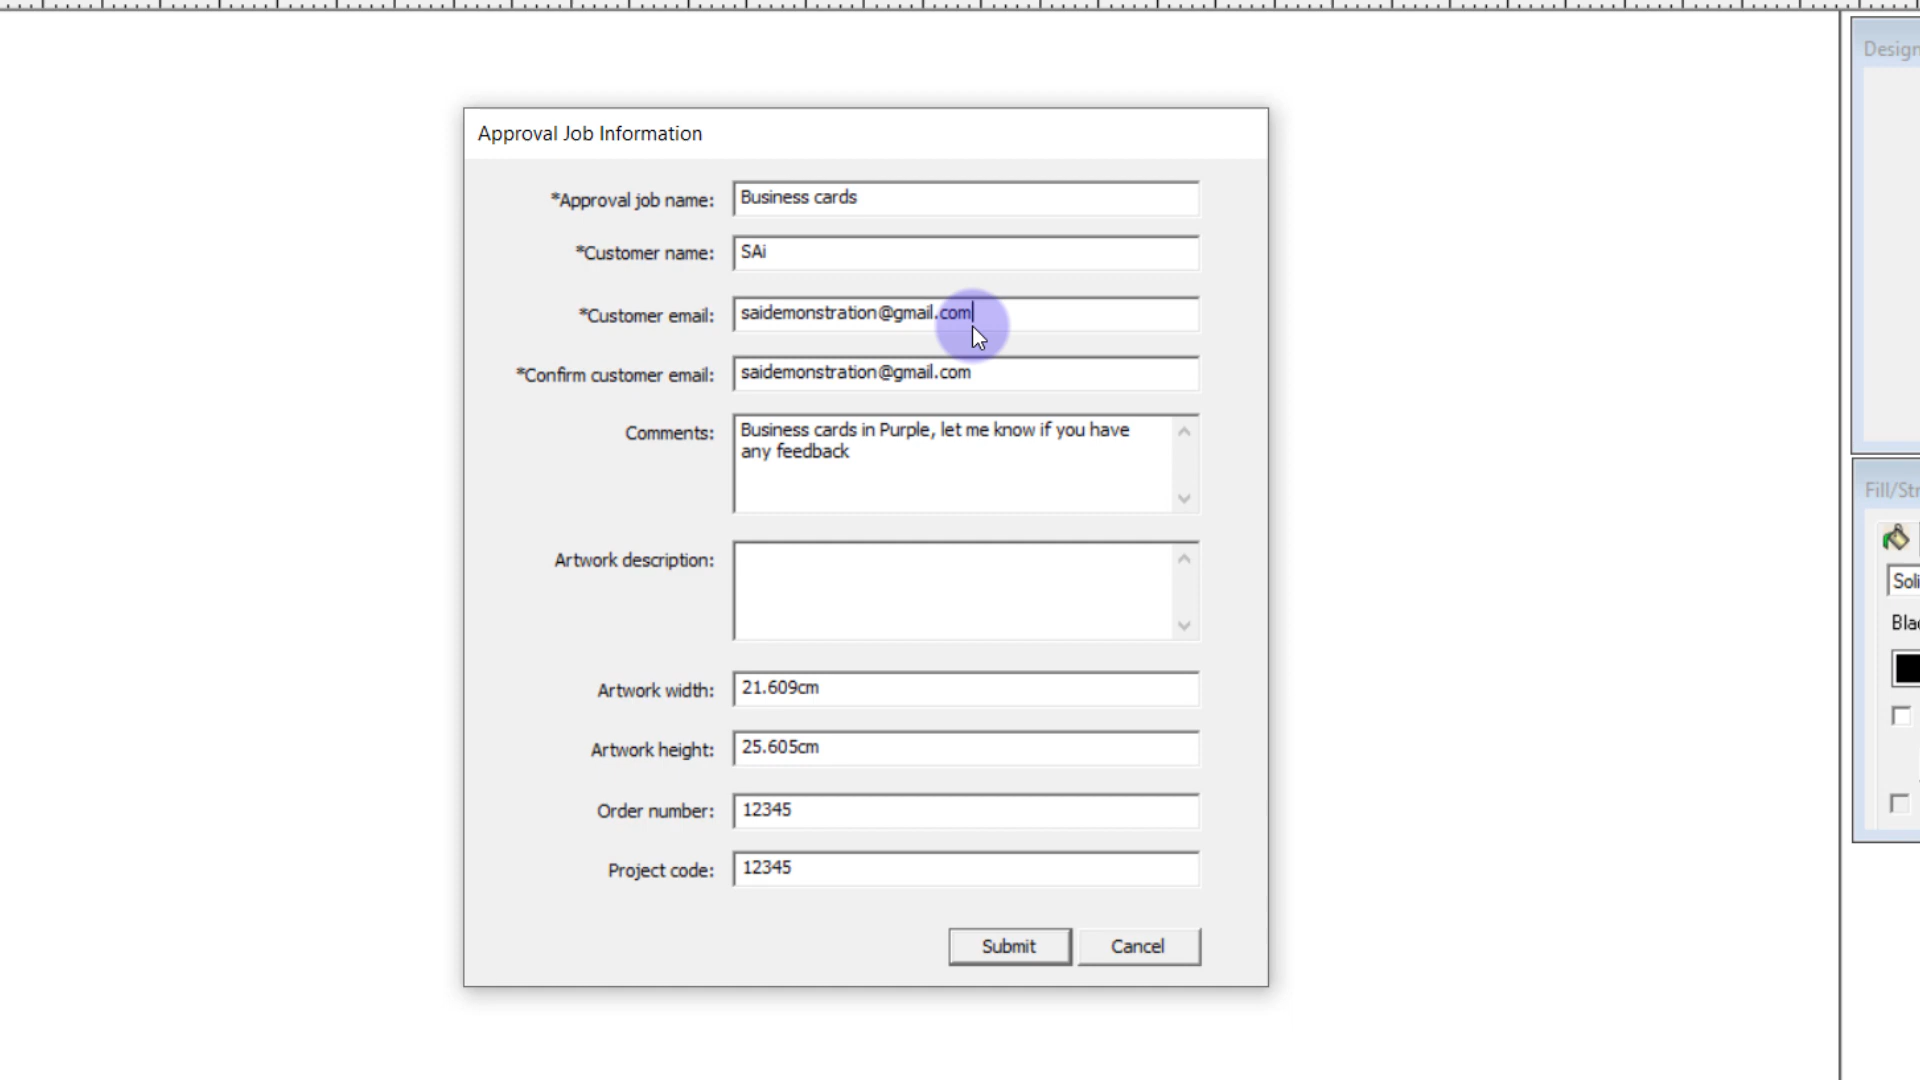 Approval Job Information
*Approval job name: Business cards
*Customer name: SAi
*Customer email: saidemonstration@gmail.com
*Confirm customer email: saidemonstration@gmail.com
Comments: Business cards in Purple, let me know if you have
any feedback
Artwork description:
Artwork width: 21.609cm
Artwork height: 25.605cm
Order number: 12345
Project code: 12345
Submit Cancel
Design
Fill/Str
Soli
Blac